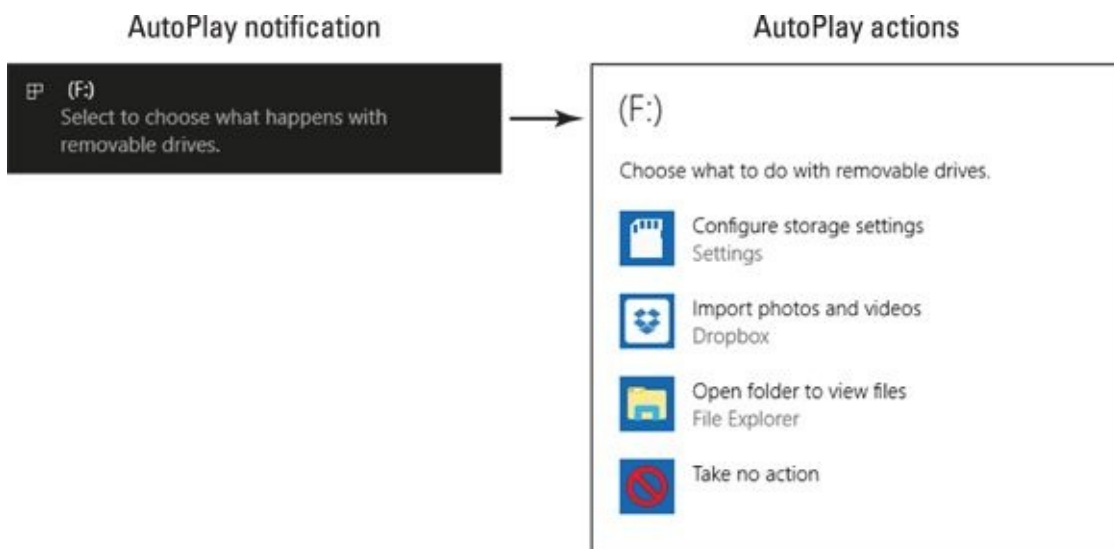 AutoPlay notification
AutoPlay actions
(F:)
Select to choose what happens with
removable drives.
(F:)
Choose what to do with removable drives.
Configure storage settings
Settings
Import photos and videos
Dropbox
Open folder to view files
File Explorer
Take no action